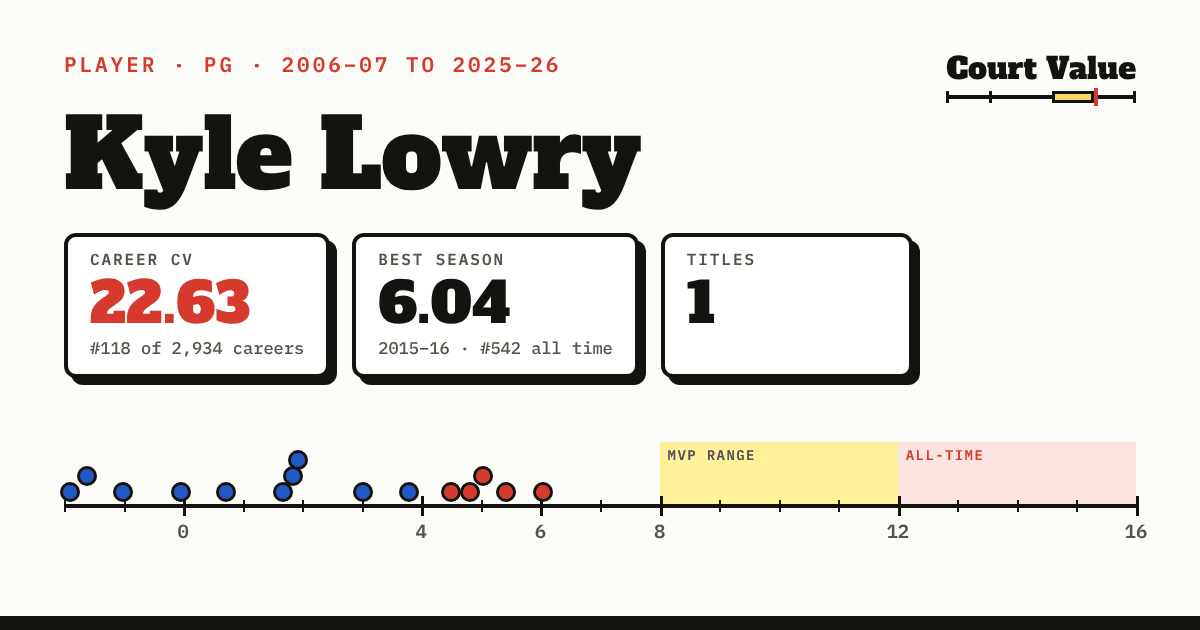 PLAYER · PG · 2006–07 TO 2025–26
Court Value
Kyle Lowry
CAREER CV
22.63
#118 of 2,934 careers
BEST SEASON
6.04
2015–16 · #542 all time
TITLES
1
MVP RANGE
ALL-TIME
0 4 6 8 12 16